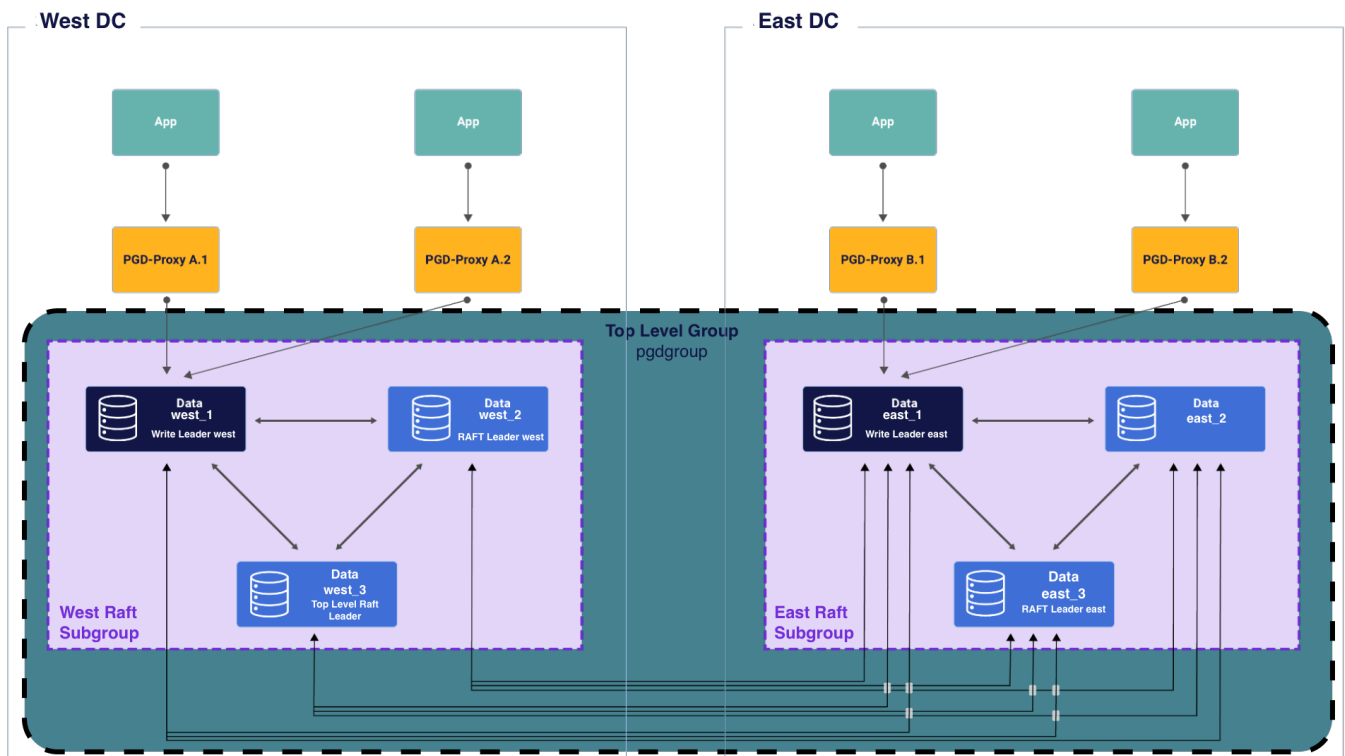 West DC
East DC
App
App
App
App
PGD-Proxy A.1
PGD-Proxy A.2
PGD-Proxy B.1
PGD-Proxy B.2
Top Level Group
pgdgroup
Data
west_1
Write Leader west
Data
west_2
RAFT Leader west
Data
east_1
Write Leader east
Data
east_2
Data
west_3
Top Level Raft
Leader
West Raft
Subgroup
Data
east_3
RAFT Leader east
East Raft
Subgroup